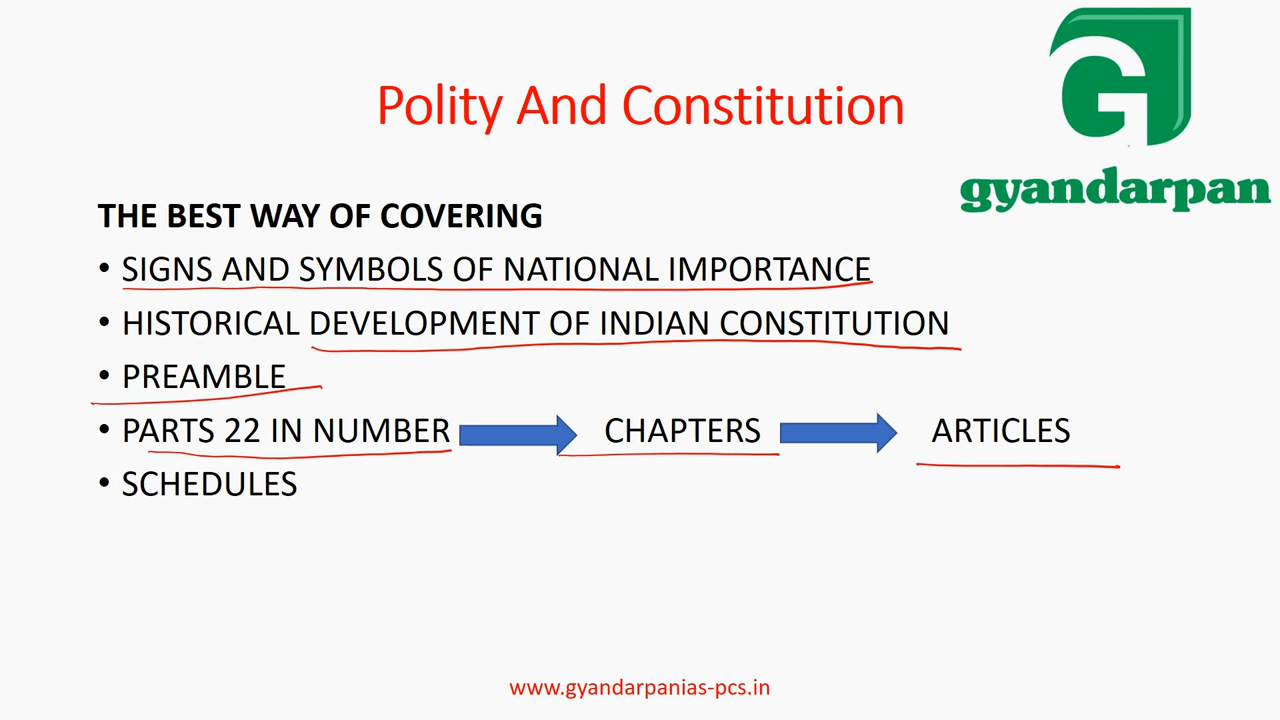 Polity And Constitution
G
gyandarpan
THE BEST WAY OF COVERING
• SIGNS AND SYMBOLS OF NATIONAL IMPORTANCE
• HISTORICAL DEVELOPMENT OF INDIAN CONSTITUTION
• PREAMBLE
• PARTS 22 IN NUMBER CHAPTERS ARTICLES
• SCHEDULES
www.gyandarpanias-pcs.in